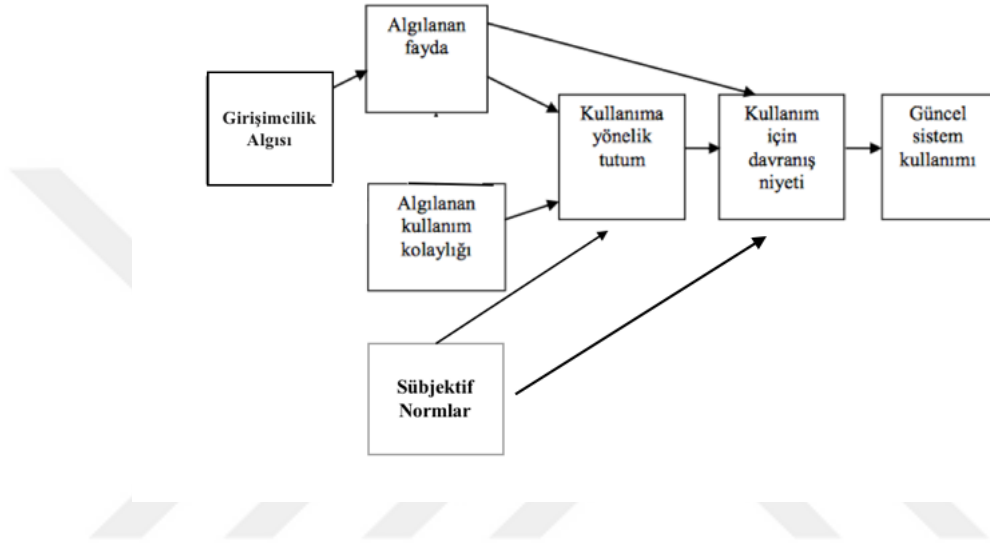 Algılanan
fayda
Girişimcilik
Algısı
Kullanıma
yönelik
tutum
Kullanım
için
davranış
niyeti
Güncel
sistem
kullanımı
Algılanan
kullanım
kolaylığı
Sübjektif
Normlar